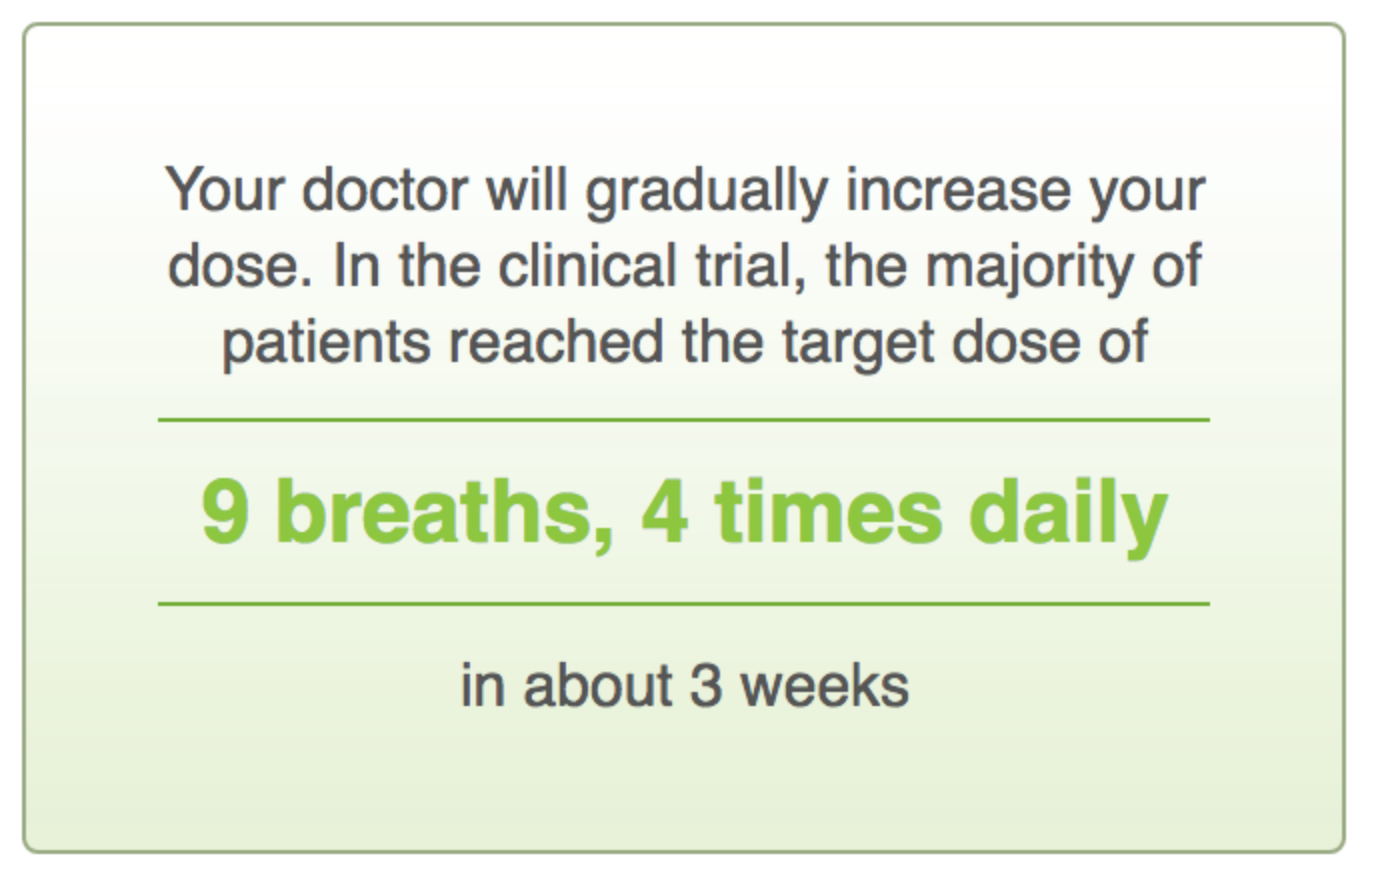 Your doctor will gradually increase your
dose. In the clinical trial, the majority of
patients reached the target dose of
9 breaths, 4 times daily
in about 3 weeks